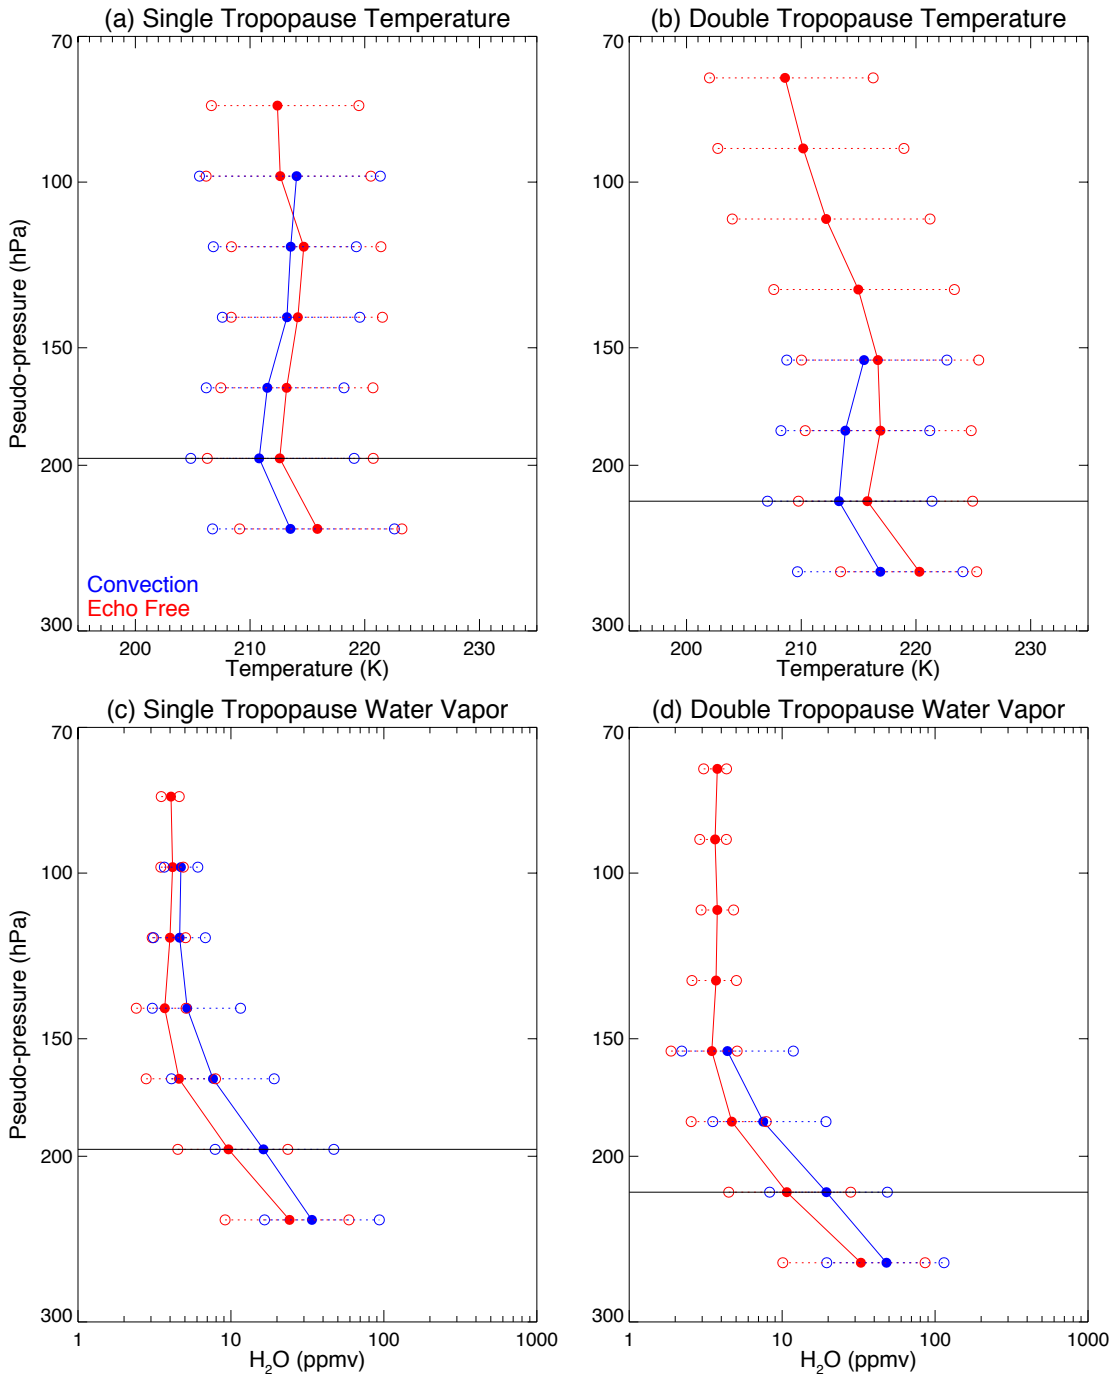 (a) Single Tropopause Temperature
70
100
150
200
300
Pseudo-pressure (hPa)
Convection
Echo Free
200 210 220 230
Temperature (K)
(b) Double Tropopause Temperature
70
100
150
200
300
200 210 220 230
Temperature (K)
(c) Single Tropopause Water Vapor
70
100
150
200
300
Pseudo-pressure (hPa)
1 10 100 1000
H₂O (ppmv)
(d) Double Tropopause Water Vapor
70
100
150
200
300
1 10 100 1000
H₂O (ppmv)